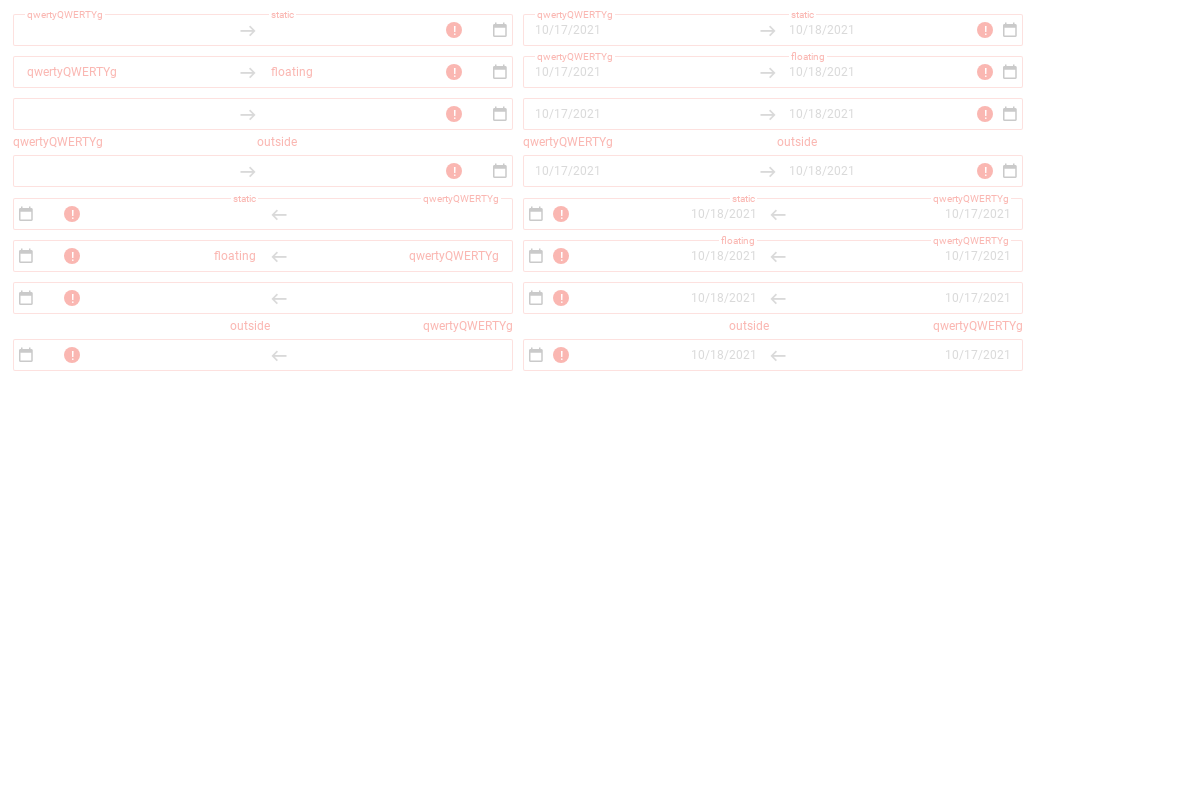 qwertyQWERTYg static qwertyQWERTYg static
10/17/2021 10/18/2021
qwertyQWERTYg floating
qwertyQWERTYg floating 10/17/2021 10/18/2021
10/17/2021 10/18/2021
qwertyQWERTYg outside qwertyQWERTYg outside
10/17/2021 10/18/2021
static qwertyQWERTYg static qwertyQWERTYg
10/18/2021 10/17/2021
floating qwertyQWERTYg
floating qwertyQWERTYg 10/18/2021 10/17/2021
10/18/2021 10/17/2021
outside qwertyQWERTYg outside qwertyQWERTYg
10/18/2021 10/17/2021